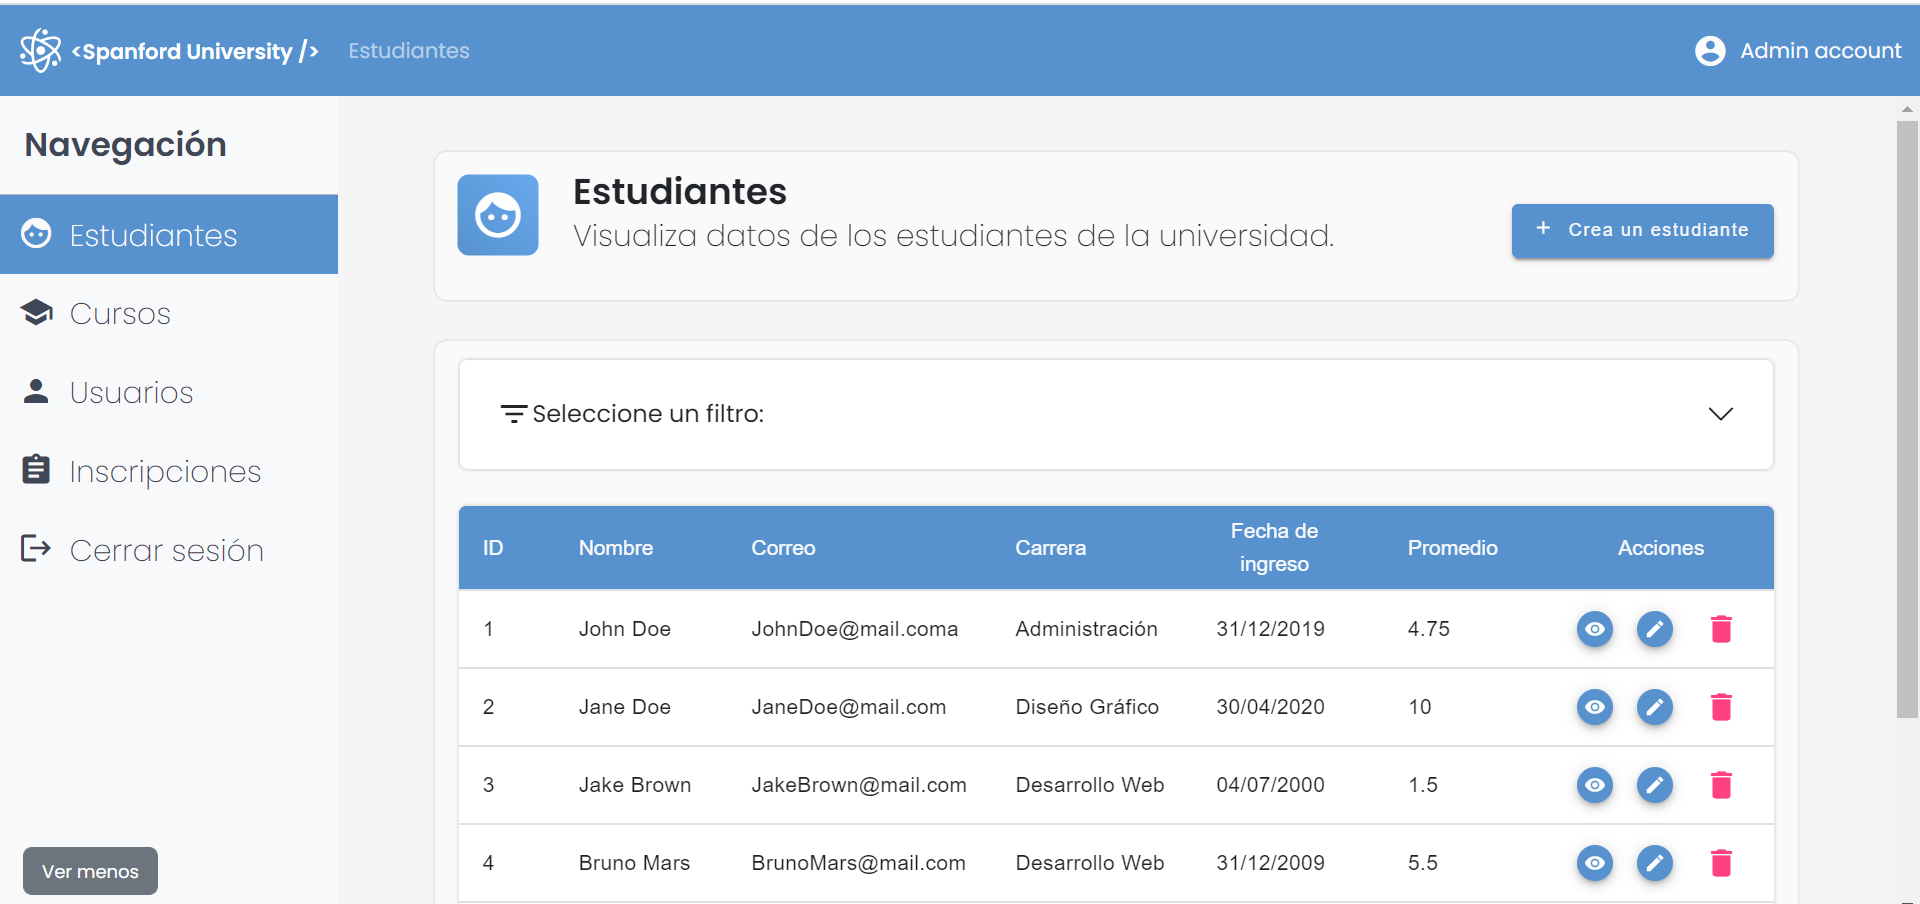 <Spanford University /> Estudiantes Admin account
Navegación
Estudiantes
Cursos
Usuarios
Inscripciones
Cerrar sesión
Ver menos
Estudiantes
Visualiza datos de los estudiantes de la universidad.
+ Crea un estudiante
Seleccione un filtro:
ID Nombre Correo Carrera Fecha de ingreso Promedio Acciones
1 John Doe JohnDoe@mail.coma Administración 31/12/2019 4.75
2 Jane Doe JaneDoe@mail.com Diseño Gráfico 30/04/2020 10
3 Jake Brown JakeBrown@mail.com Desarrollo Web 04/07/2000 1.5
4 Bruno Mars BrunoMars@mail.com Desarrollo Web 31/12/2009 5.5